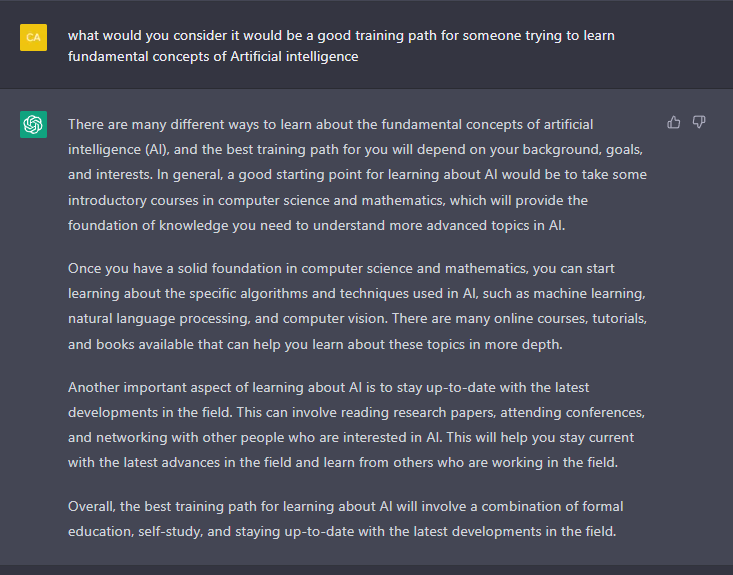 CA
what would you consider it would be a good training path for someone trying to learn
fundamental concepts of Artificial intelligence
There are many different ways to learn about the fundamental concepts of artificial
intelligence (AI), and the best training path for you will depend on your background, goals,
and interests. In general, a good starting point for learning about AI would be to take some
introductory courses in computer science and mathematics, which will provide the
foundation of knowledge you need to understand more advanced topics in AI.
Once you have a solid foundation in computer science and mathematics, you can start
learning about the specific algorithms and techniques used in AI, such as machine learning,
natural language processing, and computer vision. There are many online courses, tutorials,
and books available that can help you learn about these topics in more depth.
Another important aspect of learning about AI is to stay up-to-date with the latest
developments in the field. This can involve reading research papers, attending conferences,
and networking with other people who are interested in AI. This will help you stay current
with the latest advances in the field and learn from others who are working in the field.
Overall, the best training path for learning about AI will involve a combination of formal
education, self-study, and staying up-to-date with the latest developments in the field.